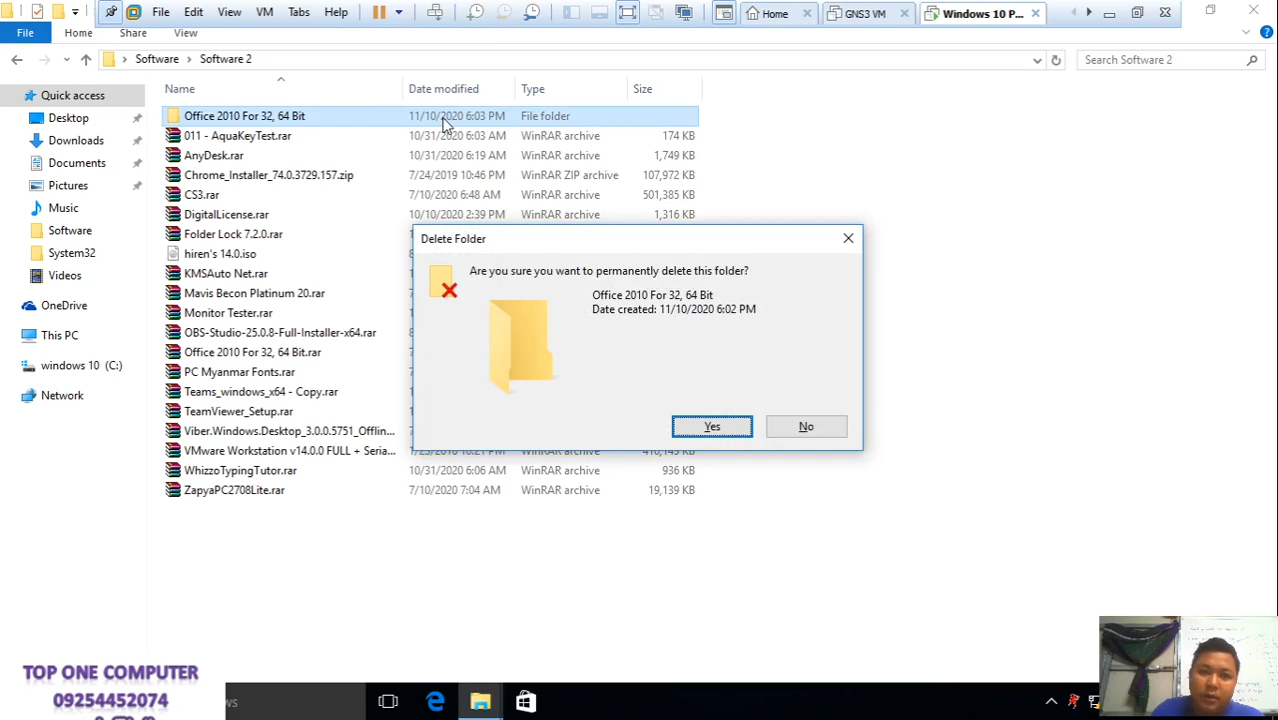 File Edit View VM Tabs Help Home GNS3 VM Windows 10 P...
File Home Share View
Software Software 2 Search Software 2
Quick access
Desktop
Downloads
Documents
Pictures
Music
Software
System32
Videos
OneDrive
This PC
windows 10 (C:)
Network
Name Date modified Type Size
Office 2010 For 32, 64 Bit 11/10/2020 6:03 PM File folder
011 - AquaKeyTest.rar 10/31/2020 6:03 AM WinRAR archive 174 KB
AnyDesk.rar 10/31/2020 6:19 AM WinRAR archive 1,749 KB
Chrome_Installer_74.0.3729.157.zip 7/24/2019 10:46 PM WinRAR ZIP archive 107,972 KB
CS3.rar 7/10/2020 6:48 AM WinRAR archive 501,385 KB
DigitalLicense.rar 10/10/2020 2:39 PM WinRAR archive 1,316 KB
Folder Lock 7.2.0.rar
hiren's 14.0.iso
KMSAuto Net.rar
Mavis Becon Platinum 20.rar
Monitor Tester.rar
OBS-Studio-25.0.8-Full-Installer-x64.rar
Office 2010 For 32, 64 Bit.rar
PC Myanmar Fonts.rar
Teams_windows_x64 - Copy.rar
TeamViewer_Setup.rar
Viber.Windows.Desktop_3.0.0.5751_Offlin...
VMware Workstation v14.0.0 FULL + Seria...
WhizzoTypingTutor.rar 10/31/2020 6:06 AM WinRAR archive 936 KB
ZapyaPC2708Lite.rar 7/10/2020 7:04 AM WinRAR archive 19,139 KB
Delete Folder
Are you sure you want to permanently delete this folder?
Office 2010 For 32, 64 Bit
Date created: 11/10/2020 6:02 PM
Yes No
TOP ONE COMPUTER
09254452074